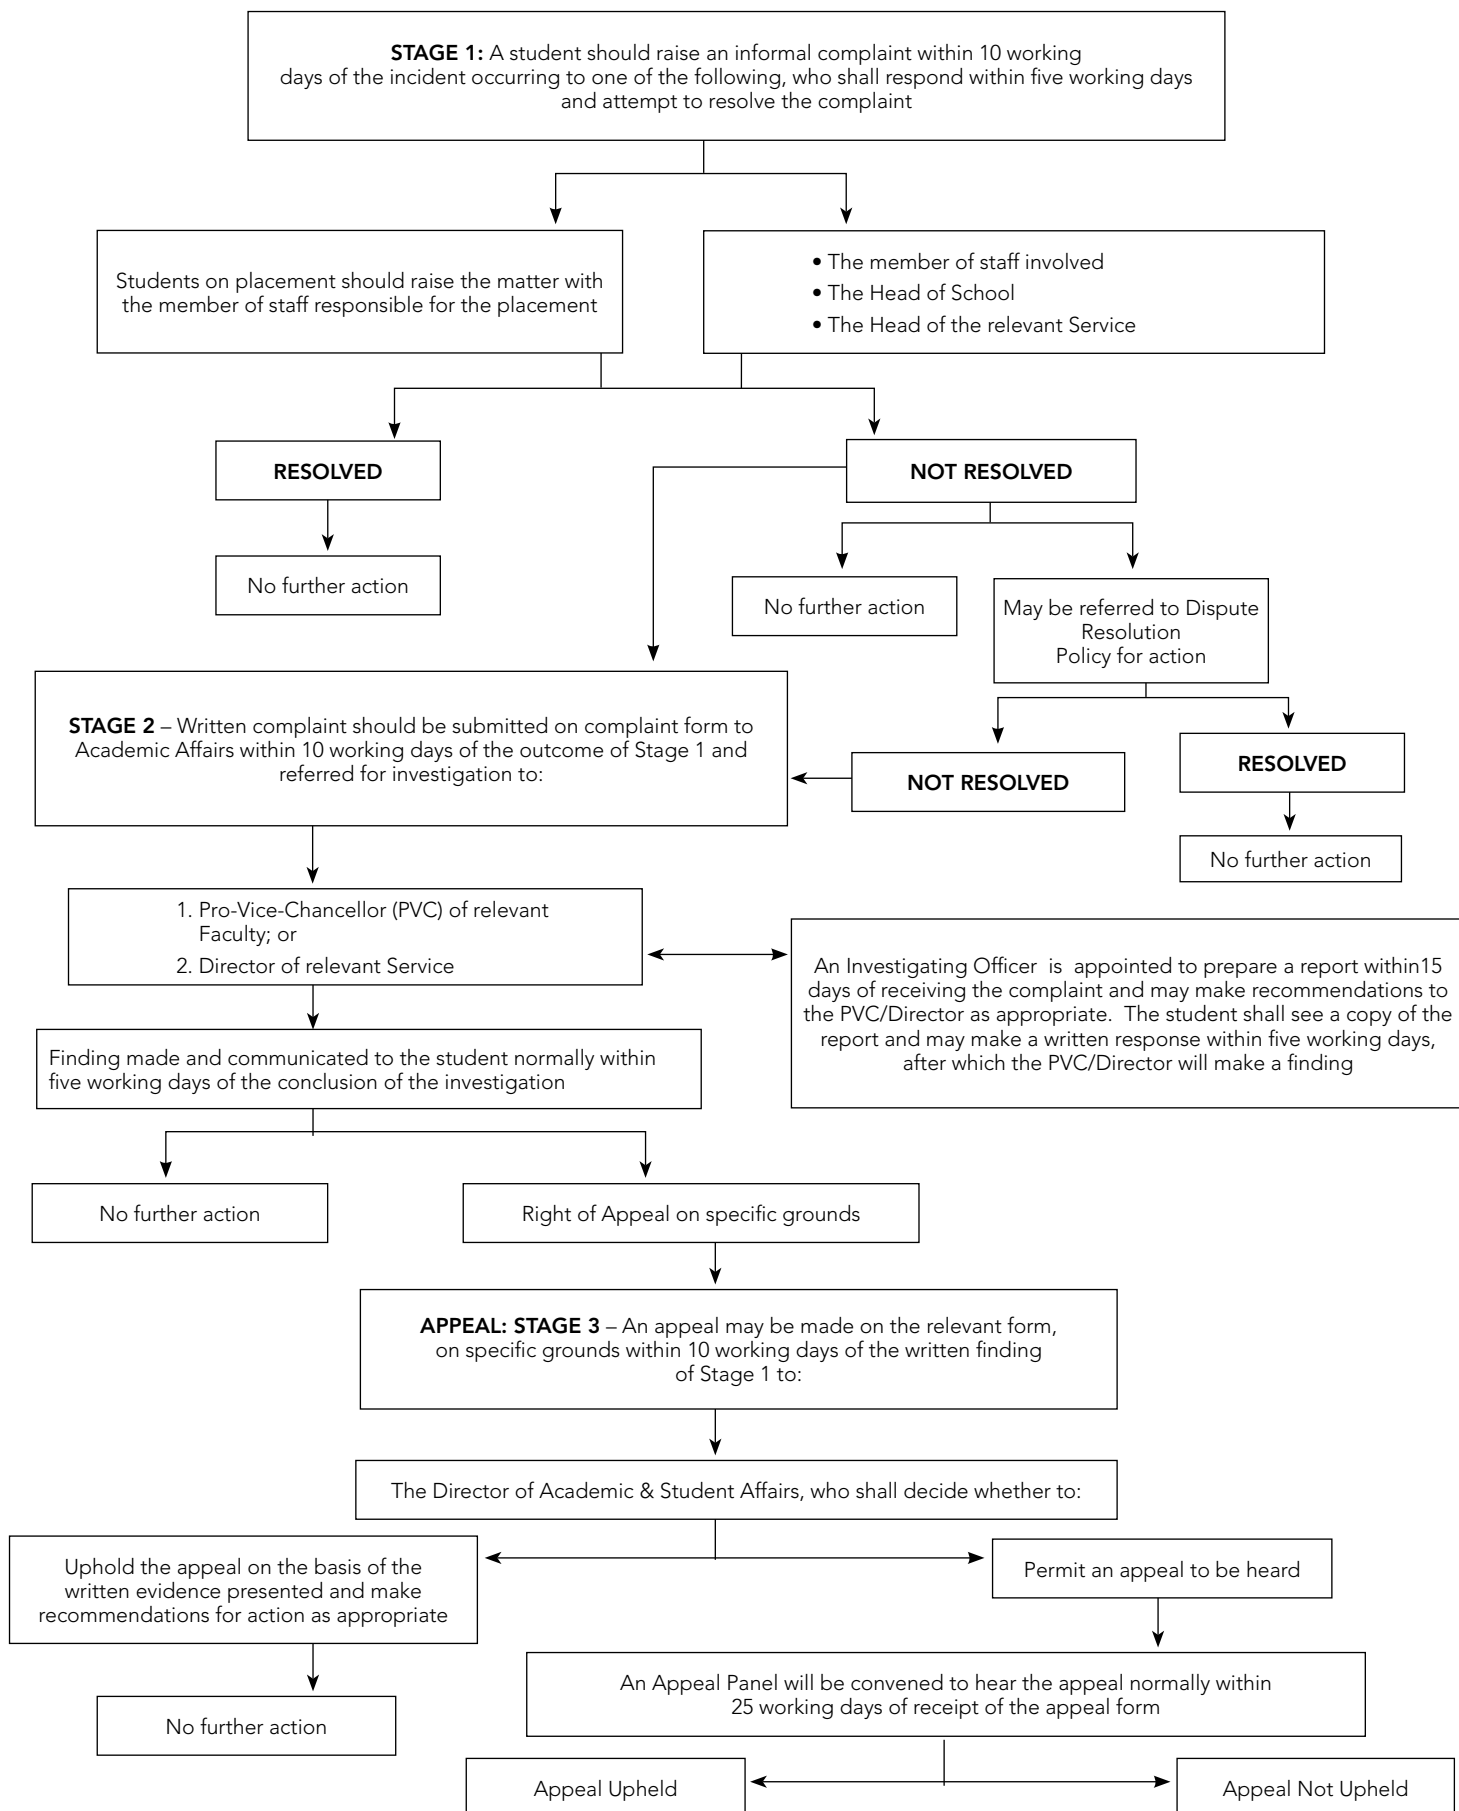 STAGE 1: A student should raise an informal complaint within 10 working
days of the incident occurring to one of the following, who shall respond within five working days
and attempt to resolve the complaint
Students on placement should raise the matter with
the member of staff responsible for the placement
• The member of staff involved
• The Head of School
• The Head of the relevant Service
RESOLVED
NOT RESOLVED
No further action
No further action
May be referred to Dispute
Resolution
Policy for action
STAGE 2 – Written complaint should be submitted on complaint form to
Academic Affairs within 10 working days of the outcome of Stage 1 and
referred for investigation to:
NOT RESOLVED
RESOLVED
No further action
1. Pro-Vice-Chancellor (PVC) of relevant
Faculty; or
2. Director of relevant Service
An Investigating Officer is appointed to prepare a report within15
days of receiving the complaint and may make recommendations to
the PVC/Director as appropriate. The student shall see a copy of the
report and may make a written response within five working days,
after which the PVC/Director will make a finding
Finding made and communicated to the student normally within
five working days of the conclusion of the investigation
No further action
Right of Appeal on specific grounds
APPEAL: STAGE 3 – An appeal may be made on the relevant form,
on specific grounds within 10 working days of the written finding
of Stage 1 to:
The Director of Academic & Student Affairs, who shall decide whether to:
Uphold the appeal on the basis of the
written evidence presented and make
recommendations for action as appropriate
Permit an appeal to be heard
No further action
An Appeal Panel will be convened to hear the appeal normally within
25 working days of receipt of the appeal form
Appeal Upheld
Appeal Not Upheld